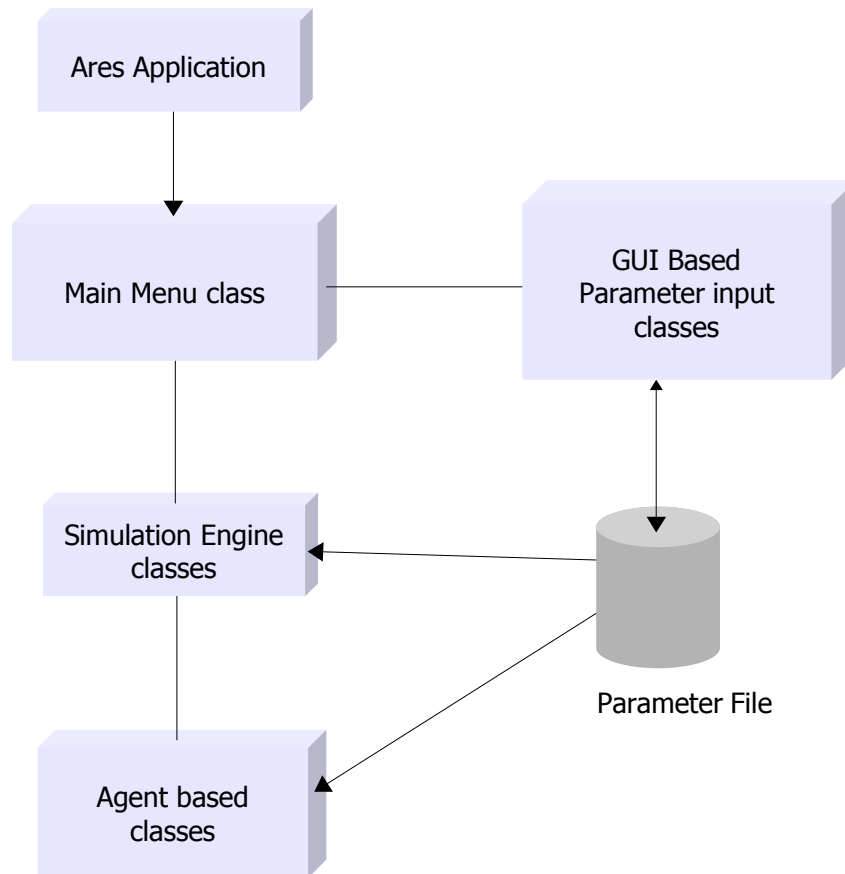 Ares Application
Main Menu class
GUI Based
Parameter input
classes
Simulation Engine
classes
Parameter File
Agent based
classes